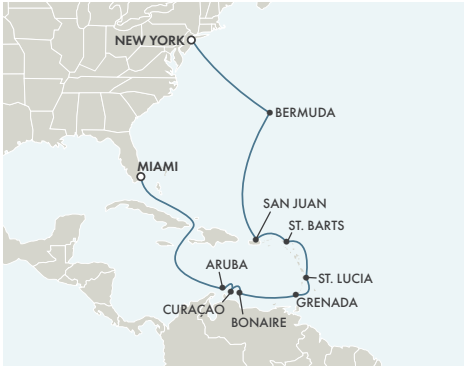 NEW YORK
BERMUDA
MIAMI
SAN JUAN
ST. BARTS
ARUBA
ST. LUCIA
CURAÇAO
GRENADA
BONAIRE